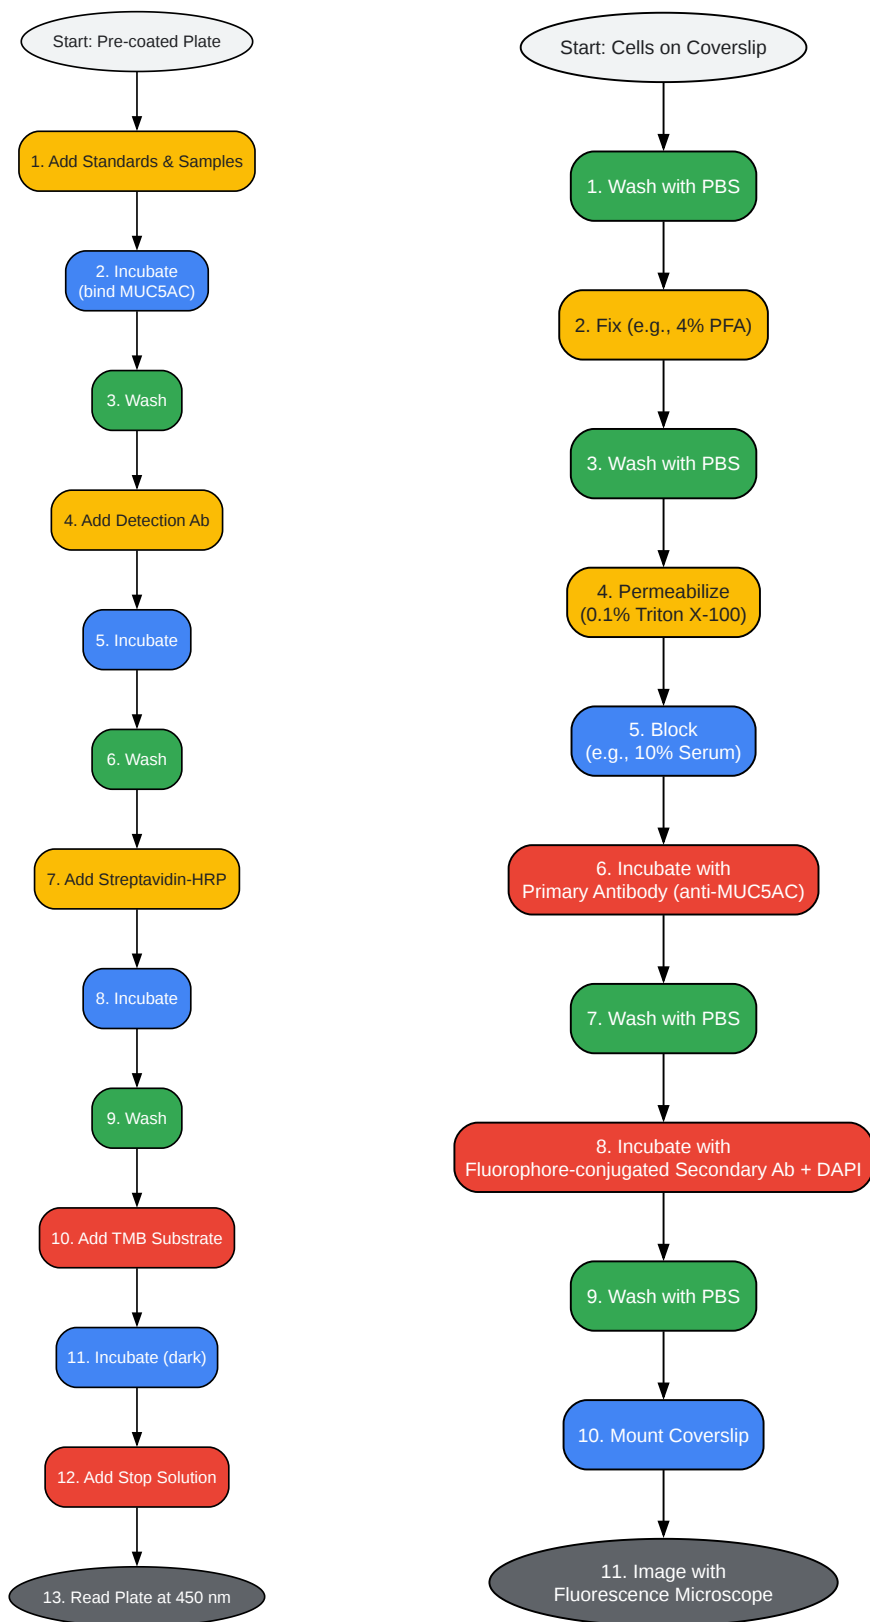 Start: Pre-coated Plate
1. Add Standards & Samples
2. Incubate
(bind MUC5AC)
3. Wash
4. Add Detection Ab
5. Incubate
6. Wash
7. Add Streptavidin-HRP
8. Incubate
9. Wash
10. Add TMB Substrate
11. Incubate (dark)
12. Add Stop Solution
13. Read Plate at 450 nm
Start: Cells on Coverslip
1. Wash with PBS
2. Fix (e.g., 4% PFA)
3. Wash with PBS
4. Permeabilize
(0.1% Triton X-100)
5. Block
(e.g., 10% Serum)
6. Incubate with
Primary Antibody (anti-MUC5AC)
7. Wash with PBS
8. Incubate with
Fluorophore-conjugated Secondary Ab + DAPI
9. Wash with PBS
10. Mount Coverslip
11. Image with
Fluorescence Microscope